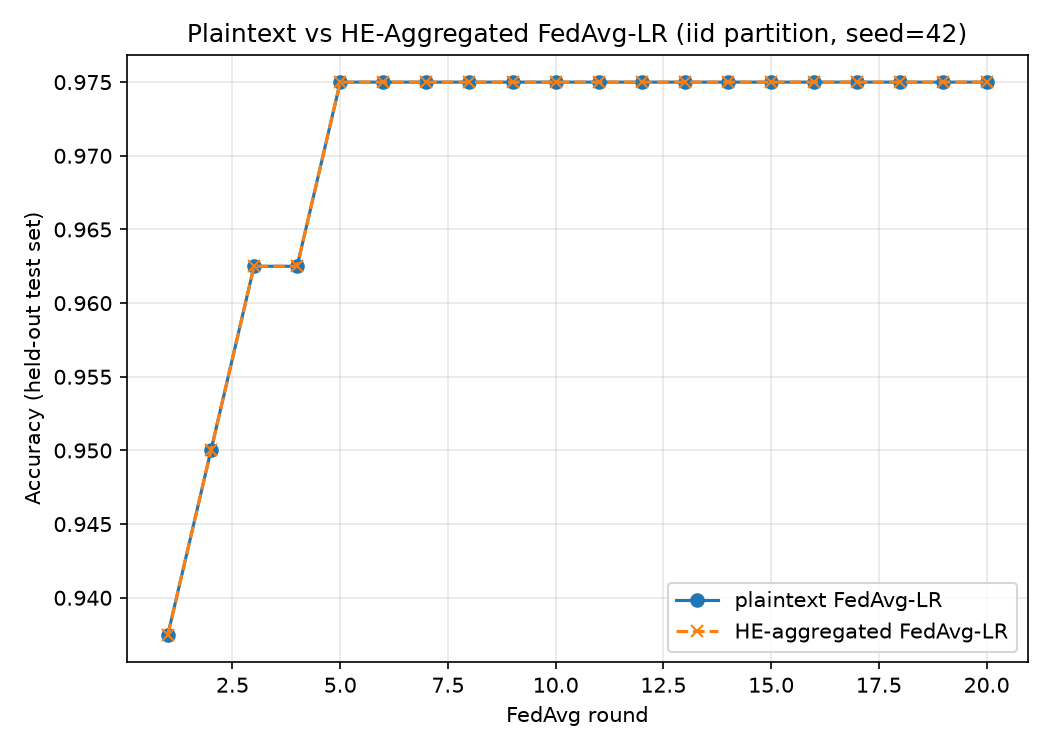 Plaintext vs HE-Aggregated FedAvg-LR (iid partition, seed=42)
Accuracy (held-out test set)
0.975
0.970
0.965
0.960
0.955
0.950
0.945
0.940
plaintext FedAvg-LR
HE-aggregated FedAvg-LR
2.5 5.0 7.5 10.0 12.5 15.0 17.5 20.0
FedAvg round